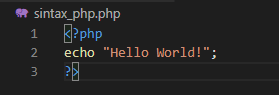 sintax_php.php
1 <?php
2 echo "Hello World!";
3 ?>